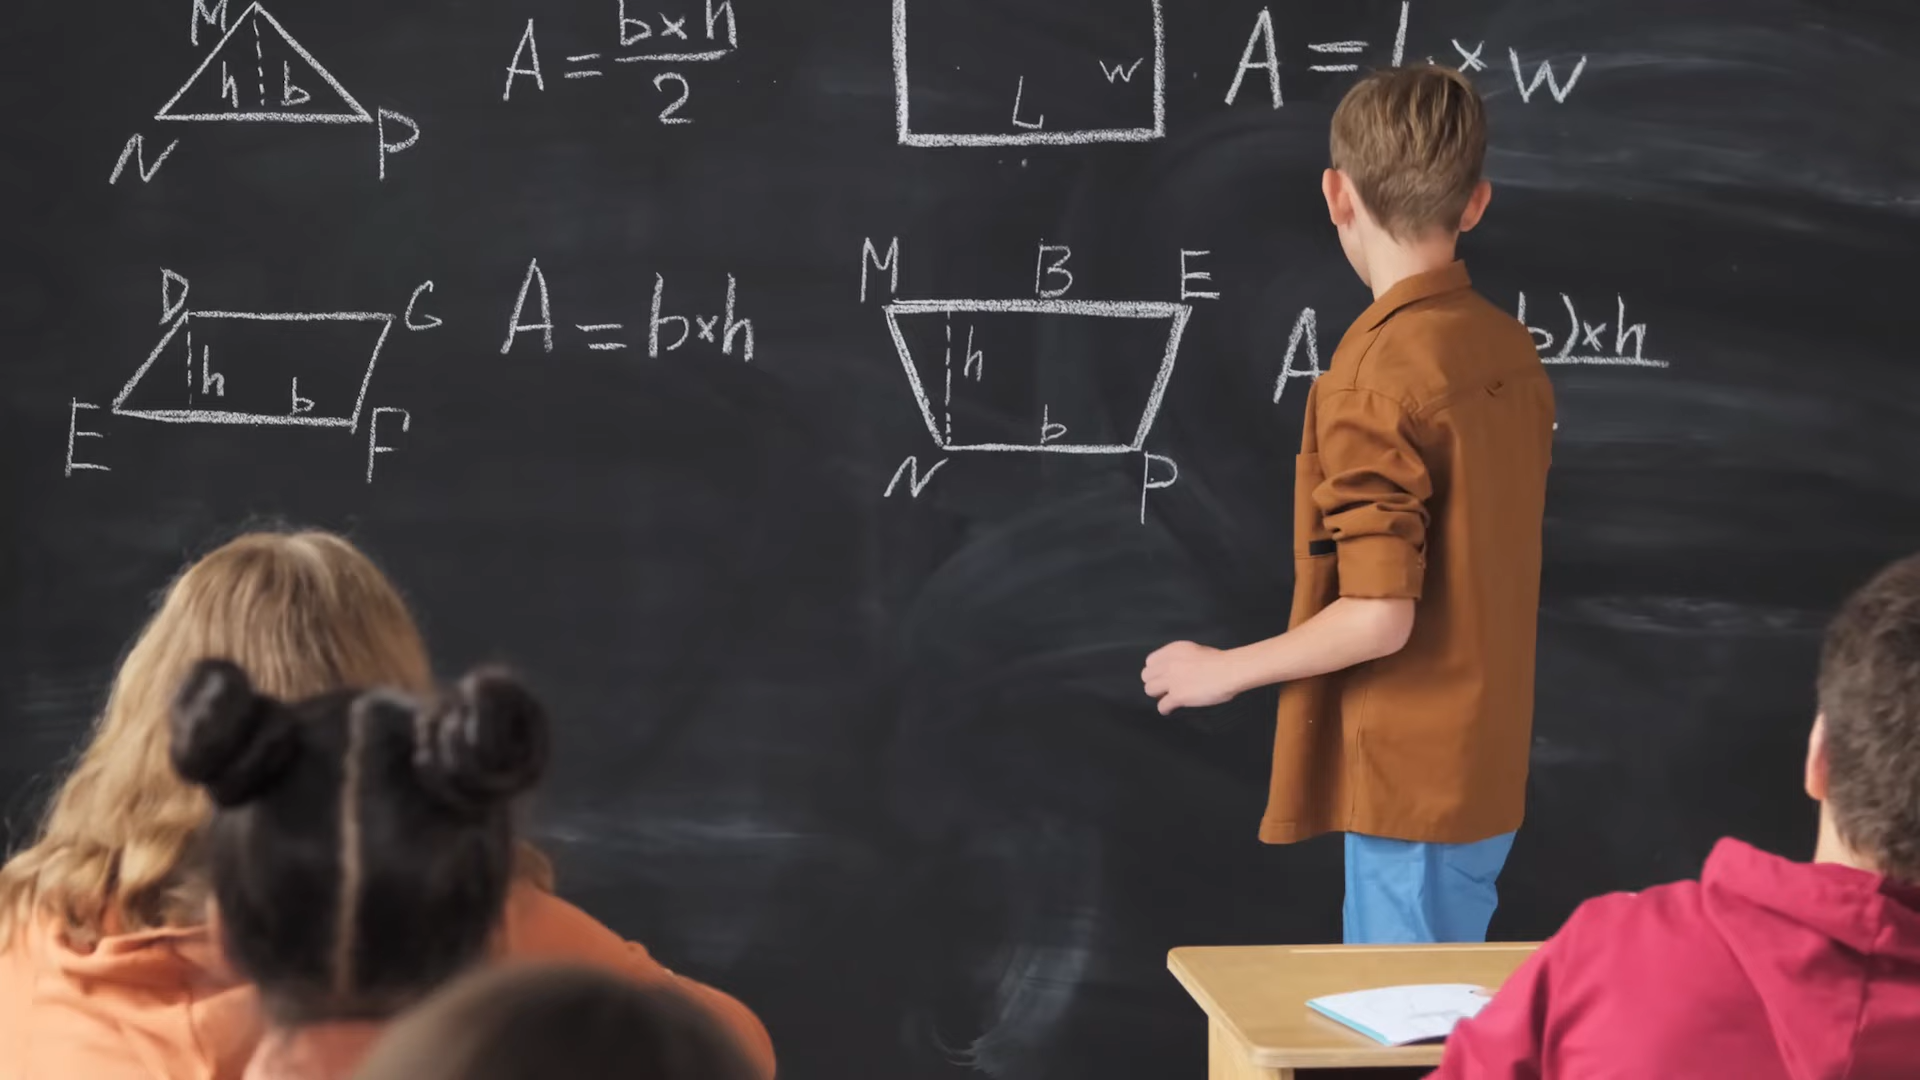 M
h b
N P
A = b×h
2
L w
A = L × w
D G
h b
E F
A = b×h
M B E
h
b
N P
A b)×h